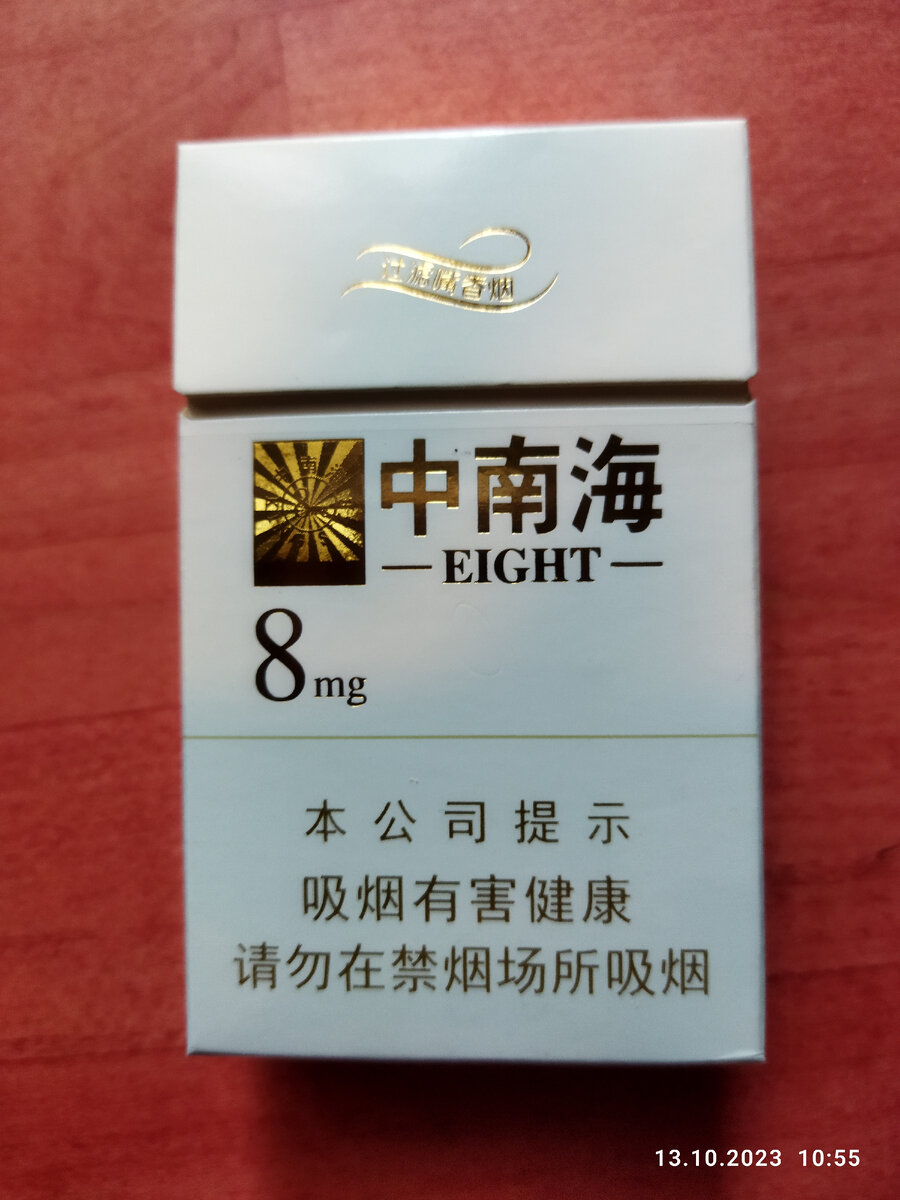 过滤嘴香烟
中南海
EIGHT
8mg
本公司提示
吸烟有害健康
请勿在禁烟场所吸烟
13.10.2023 10:55